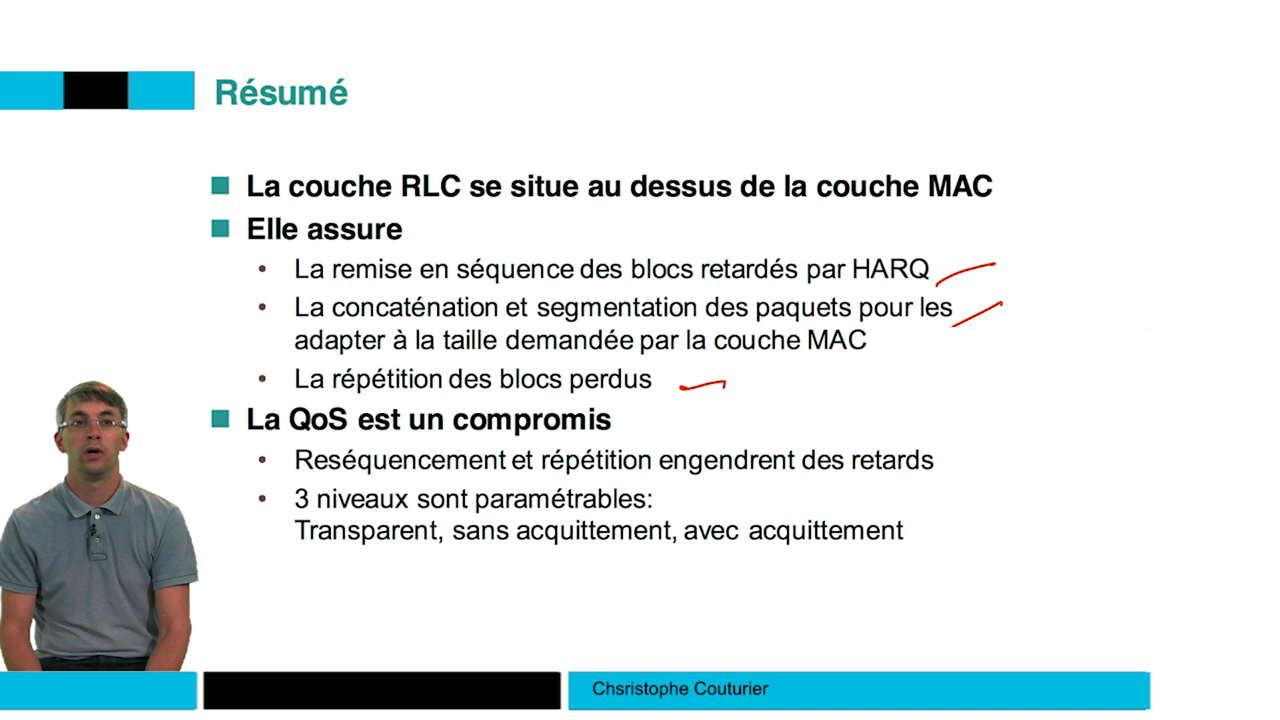 Résumé
La couche RLC se situe au dessus de la couche MAC
Elle assure
La remise en séquence des blocs retardés par HARQ
La concaténation et segmentation des paquets pour les
adapter à la taille demandée par la couche MAC
La répétition des blocs perdus
La QoS est un compromis
Reséquencement et répétition engendrent des retards
3 niveaux sont paramétrables:
Transparent, sans acquittement, avec acquittement
Chsristophe Couturier